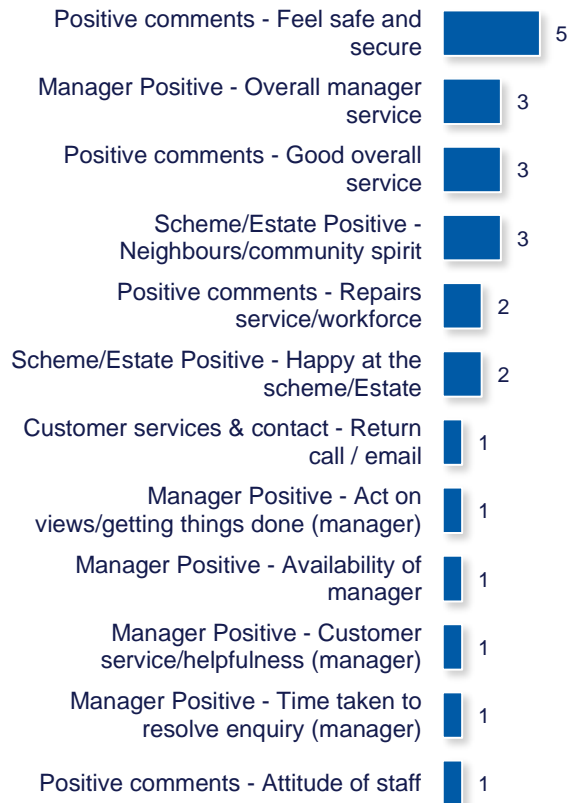 Positive comments - Feel safe and
secure
5
Manager Positive - Overall manager
service
3
Positive comments - Good overall
service
3
Scheme/Estate Positive -
Neighbours/community spirit
3
Positive comments - Repairs
service/workforce
2
Scheme/Estate Positive - Happy at the
scheme/Estate
2
Customer services & contact - Return
call / email
1
Manager Positive - Act on
views/getting things done (manager)
1
Manager Positive - Availability of
manager
1
Manager Positive - Customer
service/helpfulness (manager)
1
Manager Positive - Time taken to
resolve enquiry (manager)
1
Positive comments - Attitude of staff
1